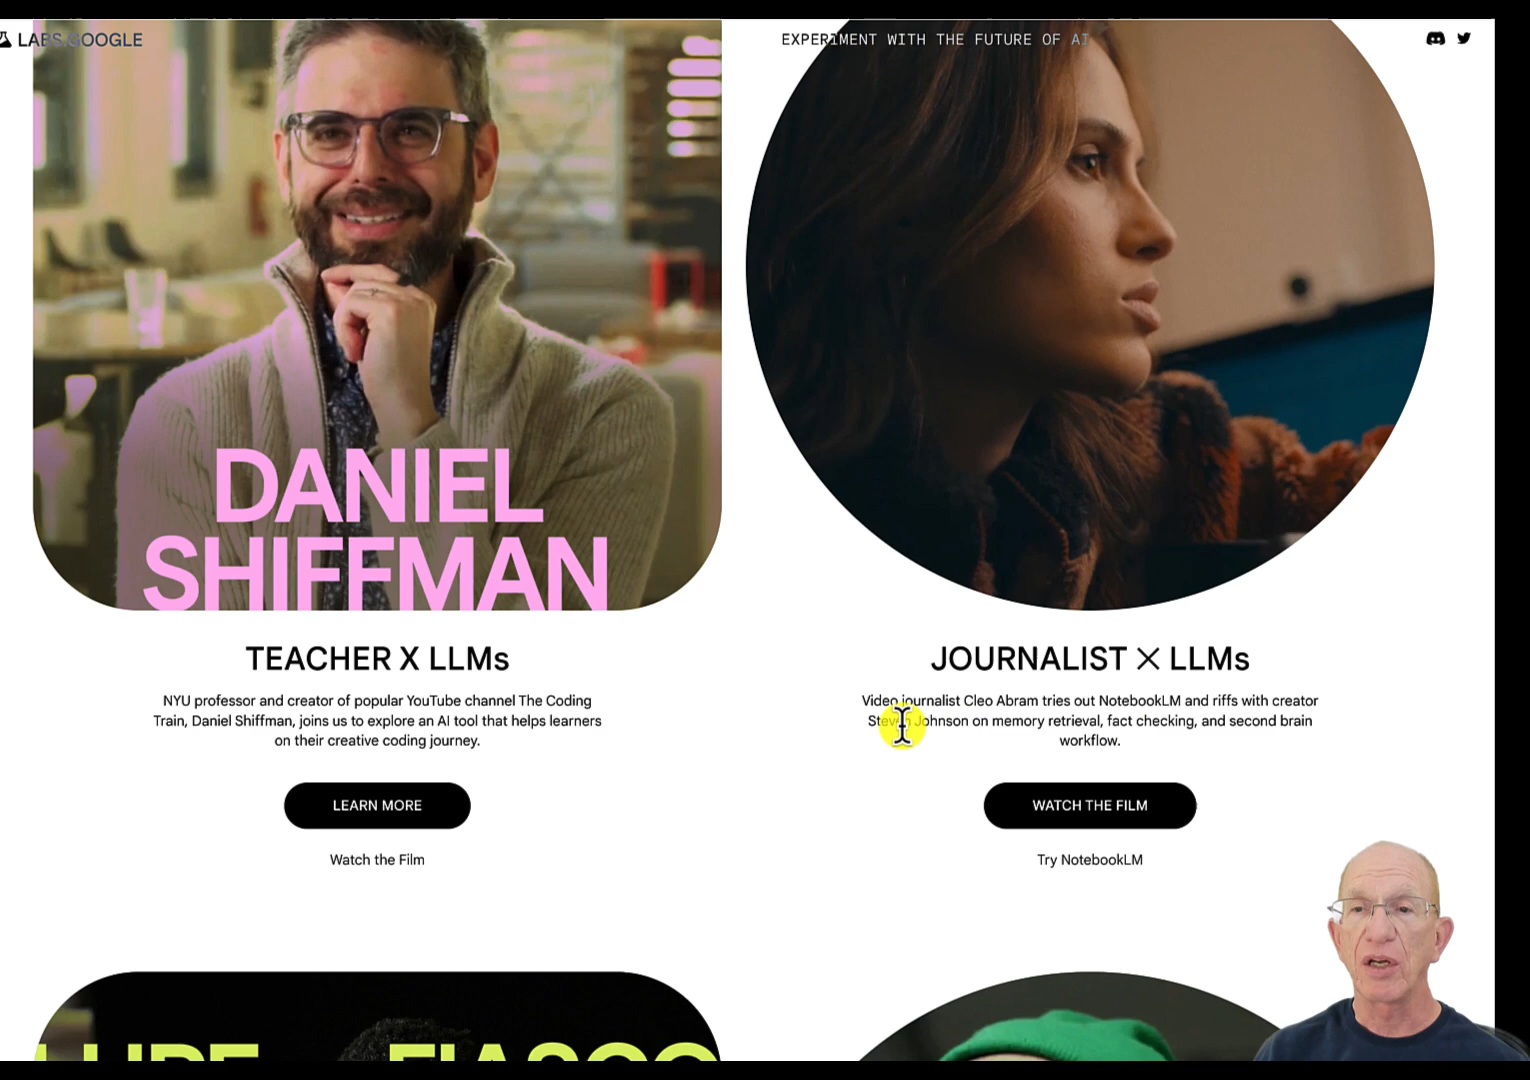 LABS.GOOGLE
EXPERIMENT WITH THE FUTURE OF AI
DANIEL
SHIFFMAN
TEACHER X LLMs
NYU professor and creator of popular YouTube channel The Coding
Train, Daniel Shiffman, joins us to explore an AI tool that helps learners
on their creative coding journey.
LEARN MORE
Watch the Film
JOURNALIST X LLMs
Video journalist Cleo Abram tries out NotebookLM and riffs with creator
Steven Johnson on memory retrieval, fact checking, and second brain
workflow.
WATCH THE FILM
Try NotebookLM
LUPE FIASCO